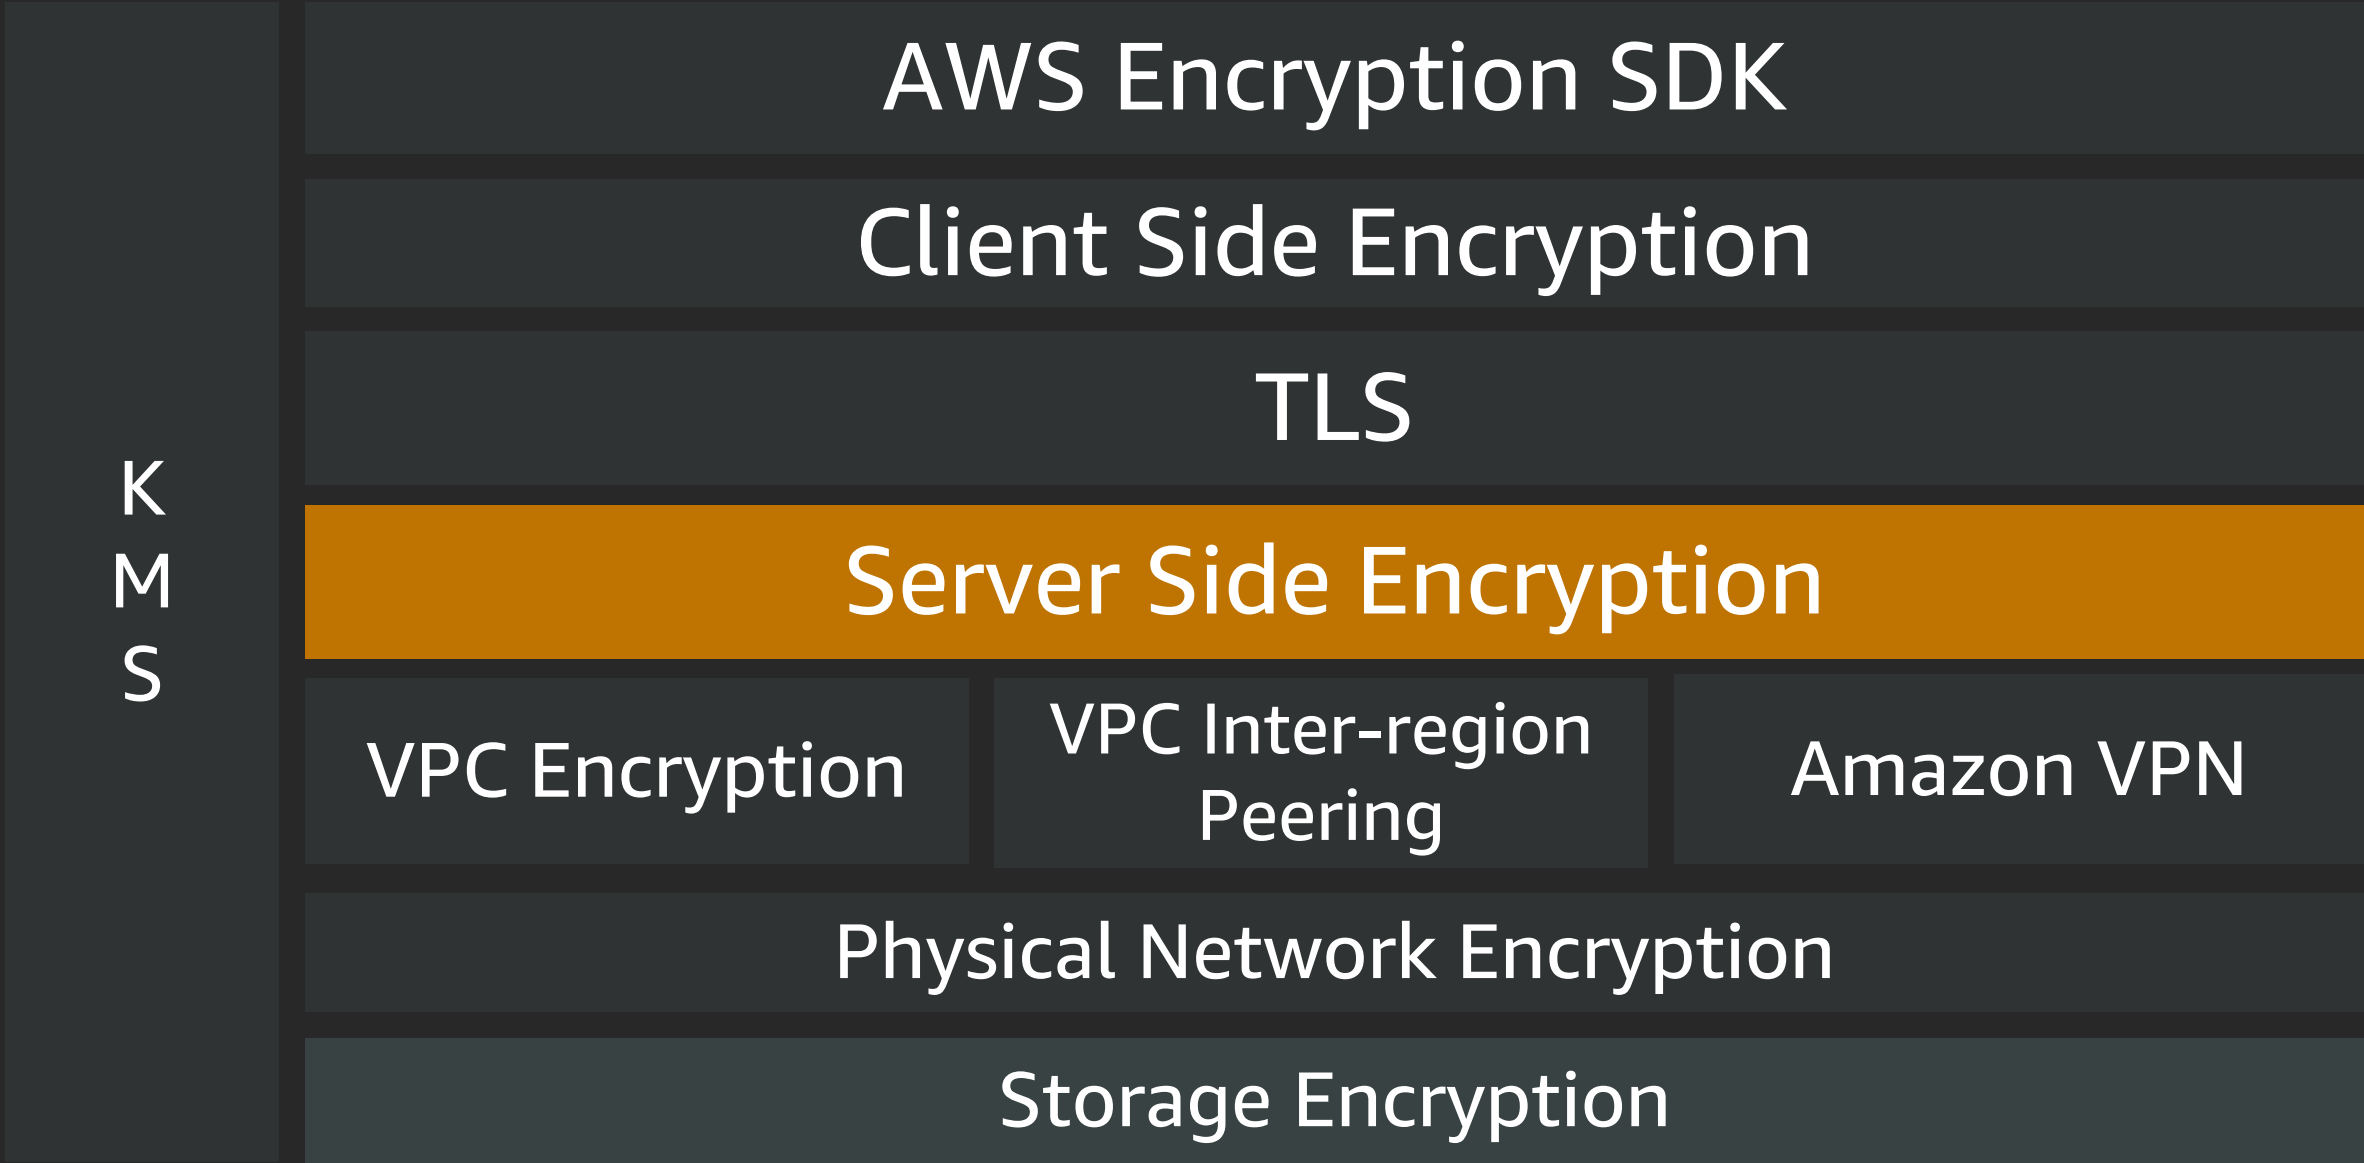 K
M
S
AWS Encryption SDK
Client Side Encryption
TLS
Server Side Encryption
VPC Encryption
VPC Inter-region
Peering
Amazon VPN
Physical Network Encryption
Storage Encryption